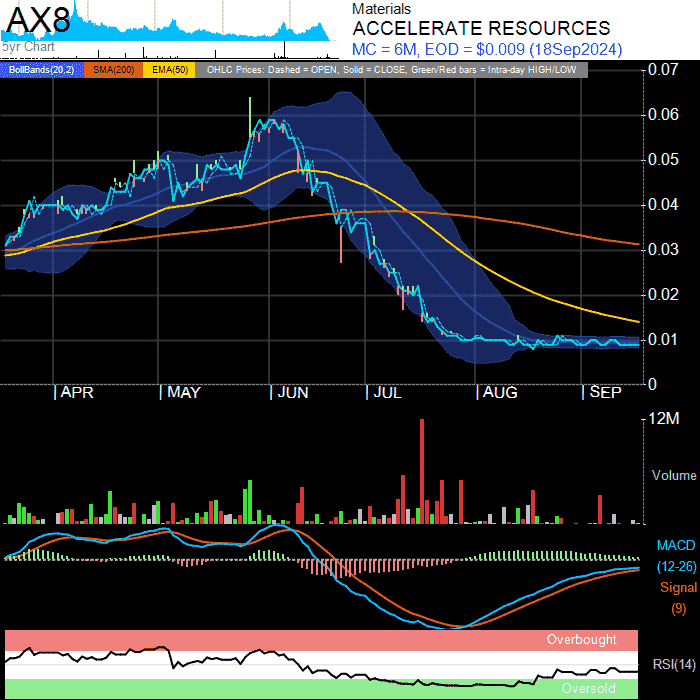 AX8
5yr Chart
Materials
ACCELERATE RESOURCES
MC = 6M, EOD = $0.009 (18Sep2024)
BollBands(20,2) SMA(200) EMA(50) OHLC Prices: Dashed = OPEN, Solid = CLOSE, Green/Red bars = Intra-day HIGH/LOW
0.07
0.06
0.05
0.04
0.03
0.02
0.01
0
APR MAY JUN JUL AUG SEP
12M
Volume
MACD
(12-26)
Signal
(9)
Overbought
RSI(14)
Oversold